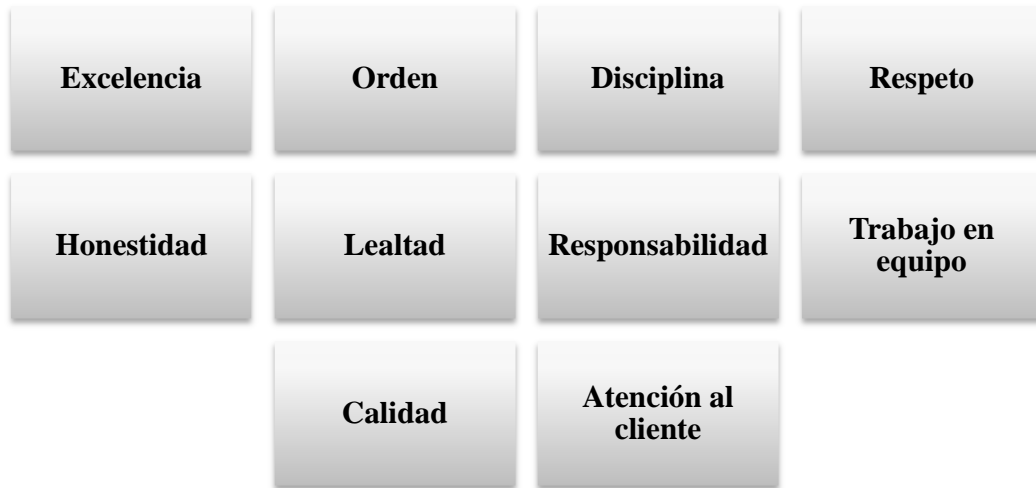 Excelencia
Orden
Disciplina
Respeto
Honestidad
Lealtad
Responsabilidad
Trabajo en
equipo
Calidad
Atención al
cliente